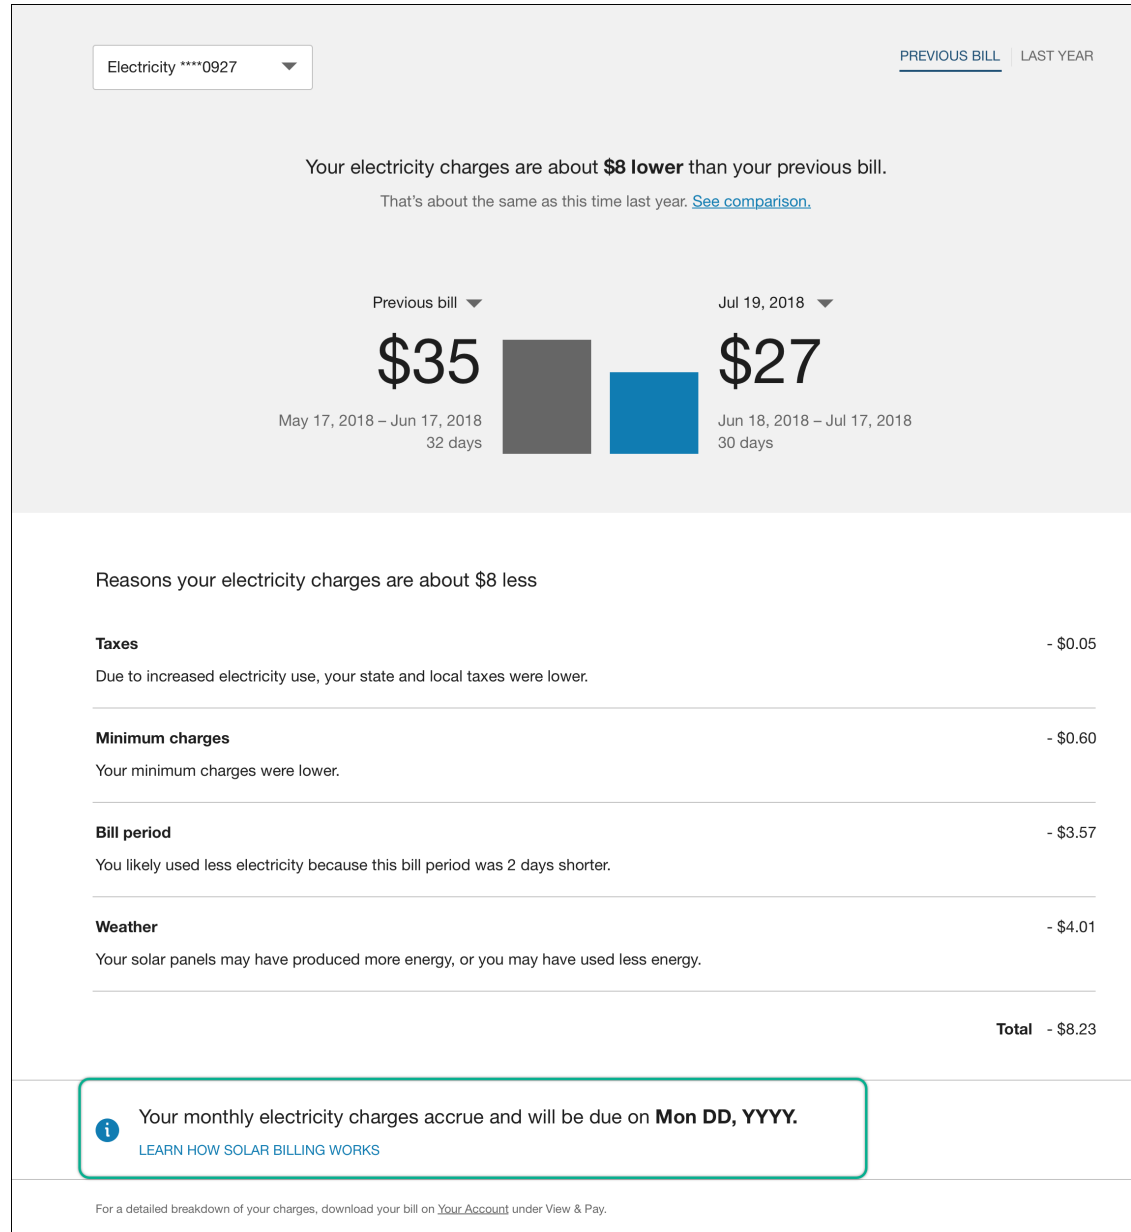 Electricity ****0927
PREVIOUS BILL LAST YEAR
Your electricity charges are about $8 lower than your previous bill.
That’s about the same as this time last year. See comparison.
Previous bill
$35
May 17, 2018 – Jun 17, 2018
32 days
Jul 19, 2018
$27
Jun 18, 2018 – Jul 17, 2018
30 days
Reasons your electricity charges are about $8 less
Taxes - $0.05
Due to increased electricity use, your state and local taxes were lower.
Minimum charges - $0.60
Your minimum charges were lower.
Bill period - $3.57
You likely used less electricity because this bill period was 2 days shorter.
Weather - $4.01
Your solar panels may have produced more energy, or you may have used less energy.
Total - $8.23
Your monthly electricity charges accrue and will be due on Mon DD, YYYY.
LEARN HOW SOLAR BILLING WORKS
For a detailed breakdown of your charges, download your bill on Your Account under View & Pay.